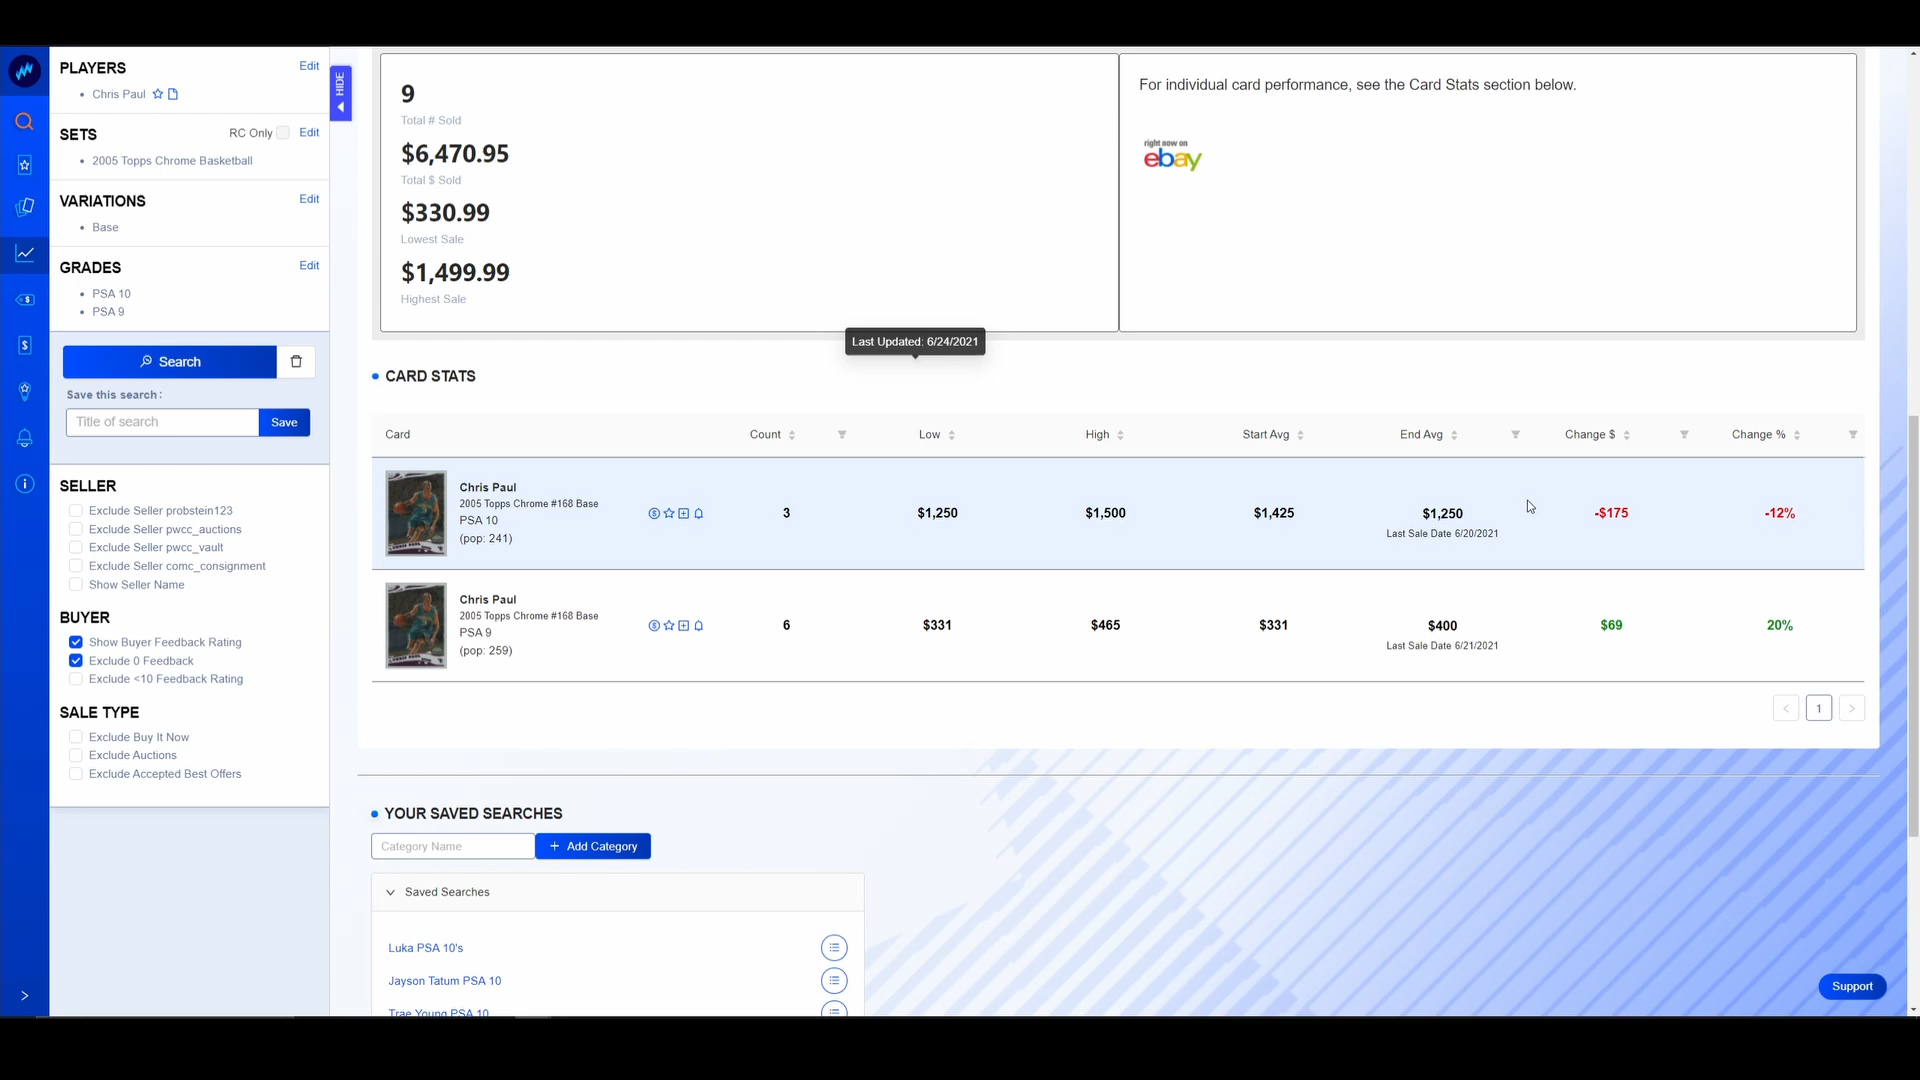 PLAYERS
Edit
Chris Paul
SETS
RC Only
Edit
2005 Topps Chrome Basketball
VARIATIONS
Edit
Base
GRADES
Edit
PSA 10
PSA 9
Search
Save this search:
Title of search
Save
SELLER
Exclude Seller probstein123
Exclude Seller pwcc_auctions
Exclude Seller pwcc_vault
Exclude Seller comc_consignment
Show Seller Name
BUYER
Show Buyer Feedback Rating
Exclude 0 Feedback
Exclude <10 Feedback Rating
SALE TYPE
Exclude Buy It Now
Exclude Auctions
Exclude Accepted Best Offers
HIDE
9
Total # Sold
$6,470.95
Total $ Sold
$330.99
Lowest Sale
$1,499.99
Highest Sale
For individual card performance, see the Card Stats section below.
right now on
ebay
Last Updated: 6/24/2021
CARD STATS
Card Count Low High Start Avg End Avg Change $ Change %
Chris Paul
2005 Topps Chrome #168 Base
PSA 10
(pop: 241)
3 $1,250 $1,500 $1,425 $1,250 -$175 -12%
Last Sale Date 6/20/2021
Chris Paul
2005 Topps Chrome #168 Base
PSA 9
(pop: 259)
6 $331 $465 $331 $400 $69 20%
Last Sale Date 6/21/2021
< 1 >
YOUR SAVED SEARCHES
Category Name
+ Add Category
Saved Searches
Luka PSA 10's
Jayson Tatum PSA 10
Trae Young PSA 10
Support